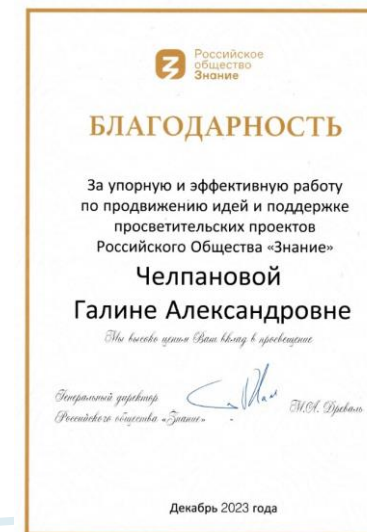 Российское
общество
Знание
БЛАГОДАРНОСТЬ
За упорную и эффективную работу
по продвижению идей и поддержке
просветительских проектов
Российского Общества «Знание»
Челпановой
Галине Александровне
Мы высоко ценим Ваш вклад в просвещение
Генеральный директор
Российского общества «Знание»
М.А. Древаль
Декабрь 2023 года